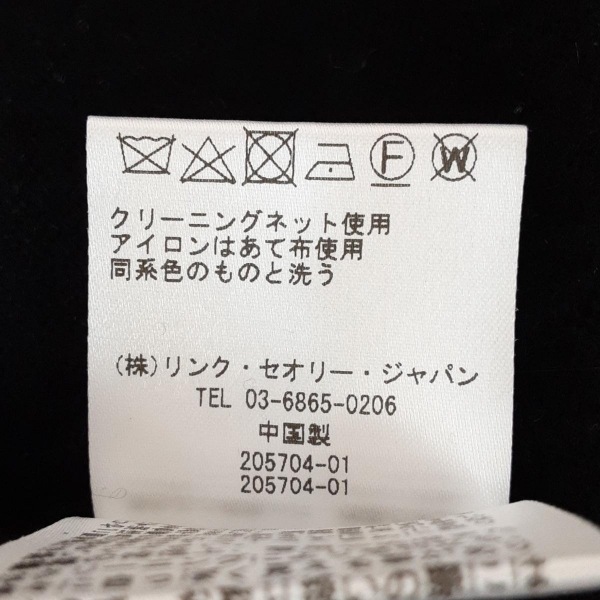 F W
クリーニングネット使用
アイロンはあて布使用
同系色のものと洗う
(株)リンク・セオリー・ジャパン
TEL 03-6865-0206
中国製
205704-01
205704-01